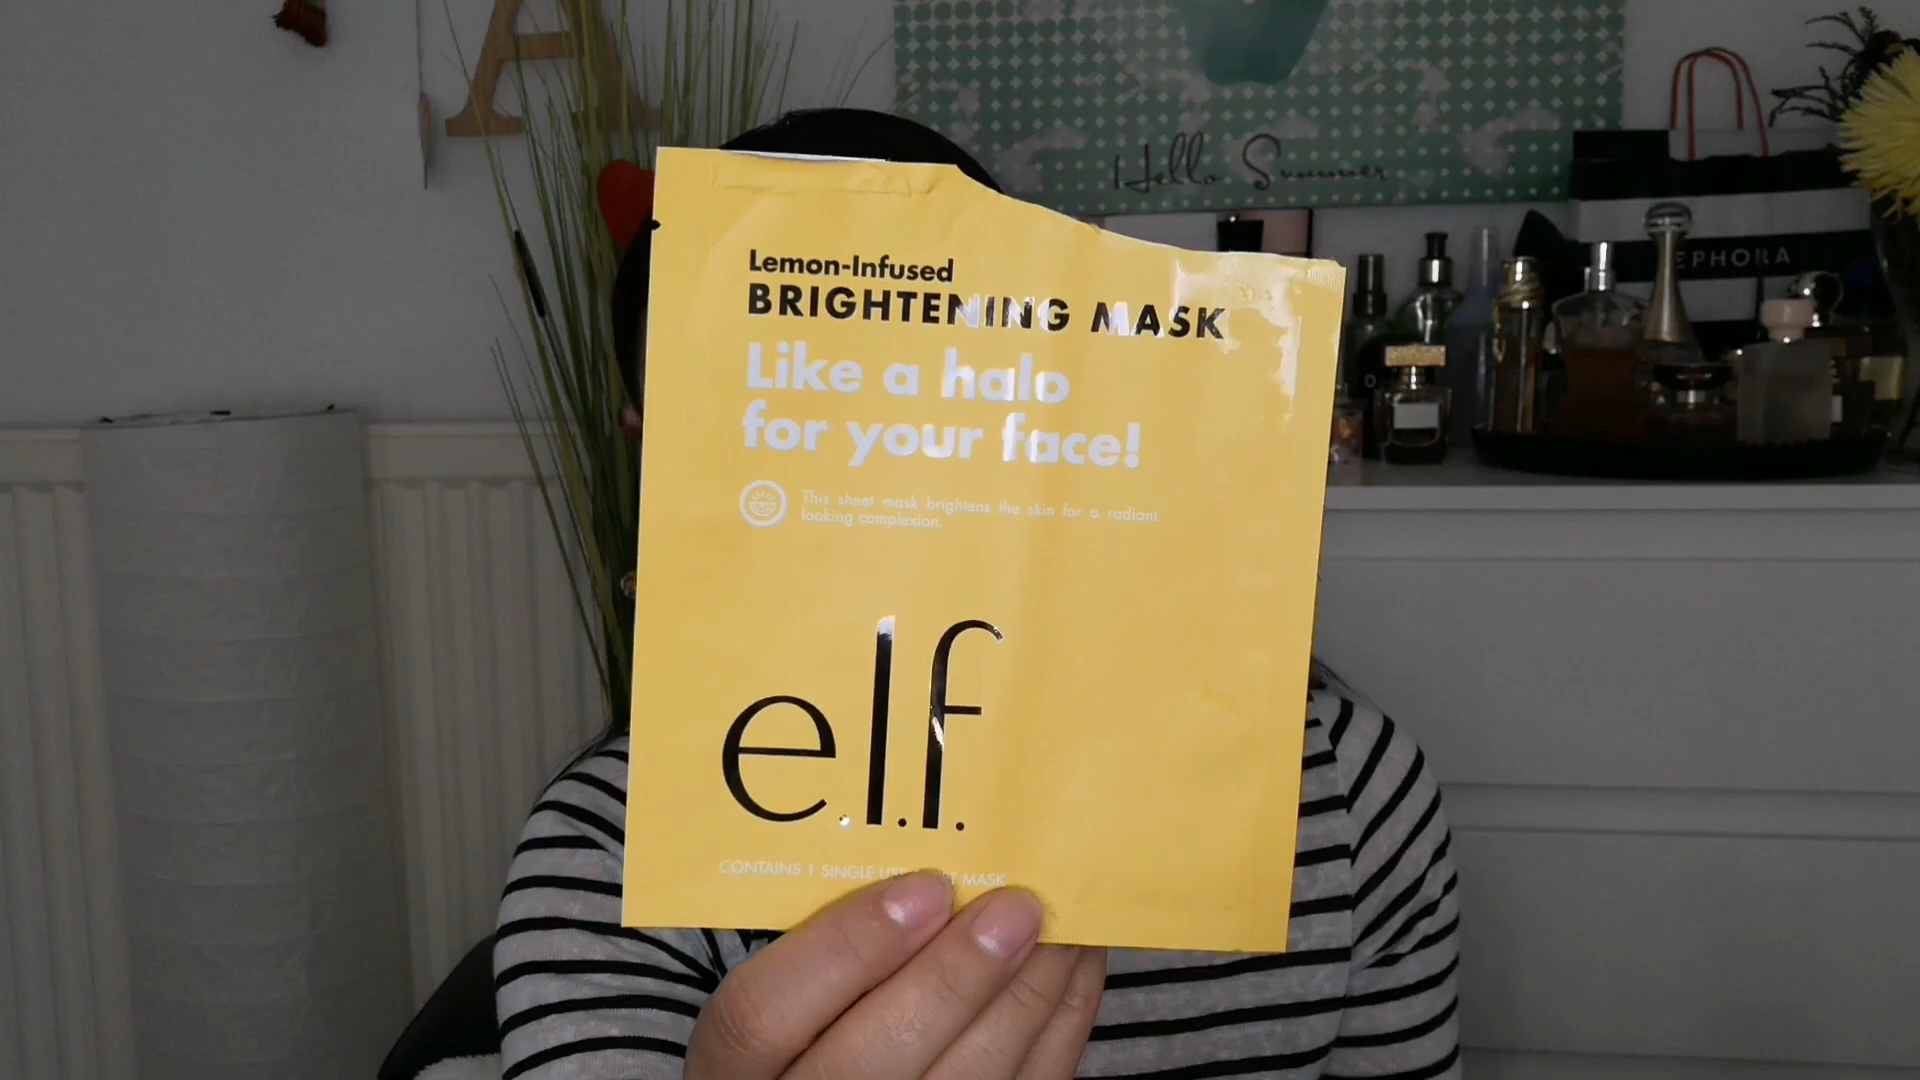 A
Hello Summer
SEPHORA
Lemon-Infused
BRIGHTENING MASK
Like a halo
for your face!
This sheet mask brightens the skin for a radiant
looking complexion.
e.l.f.
CONTAINS 1 SINGLE USE MASK